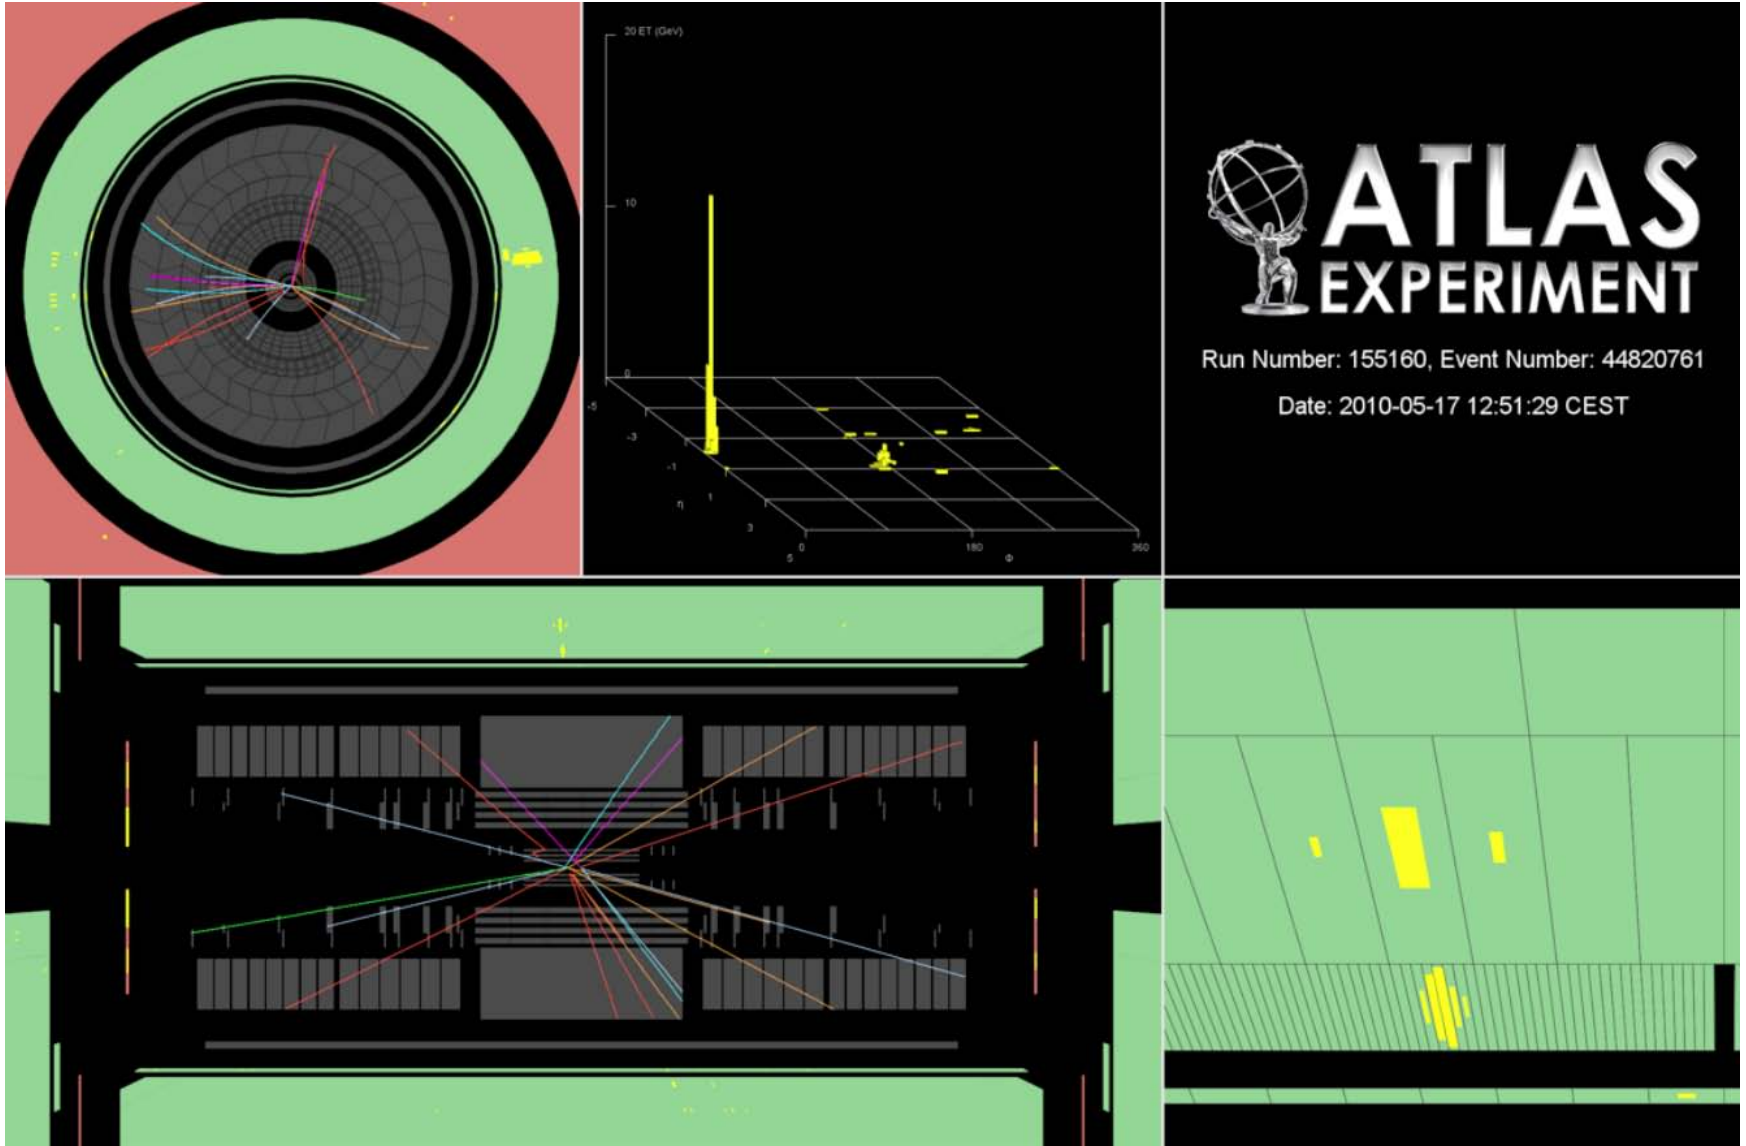 20 ET (GeV)
10
0
-5
-3
-1
1
η
3
5
0
180
360
Φ
ATLAS
EXPERIMENT
Run Number: 155160, Event Number: 44820761
Date: 2010-05-17 12:51:29 CEST